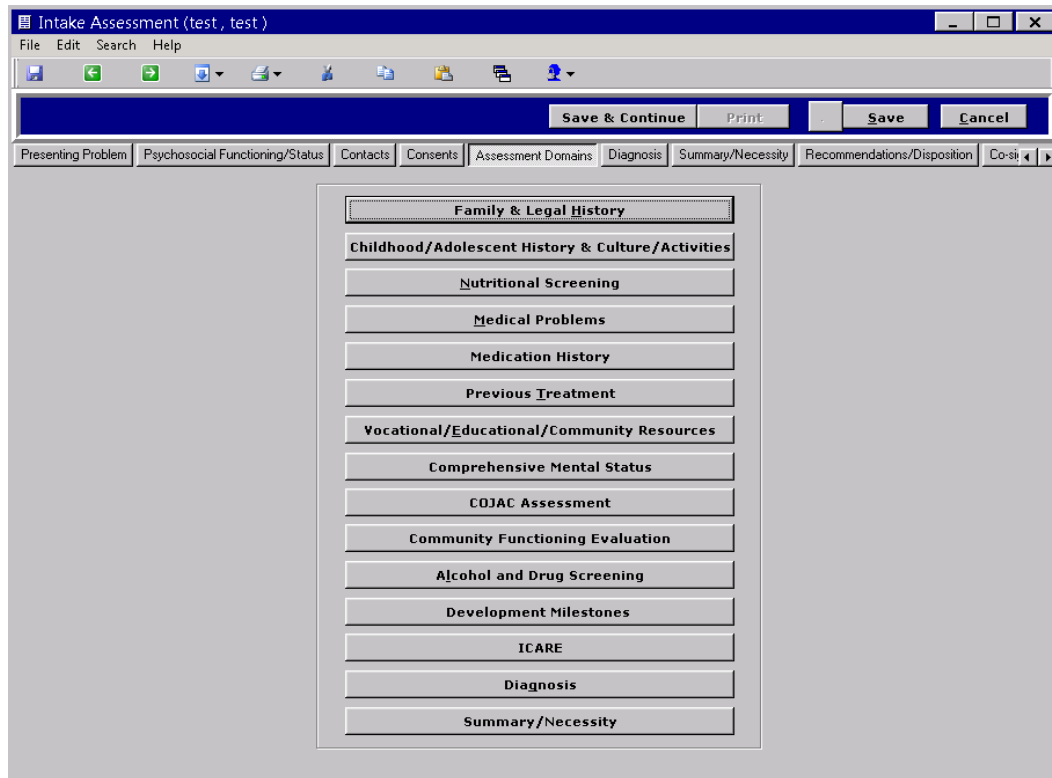 Intake Assessment (test , test )
File Edit Search Help
Save & Continue Print . Save Cancel
Presenting Problem Psychosocial Functioning/Status Contacts Consents Assessment Domains Diagnosis Summary/Necessity Recommendations/Disposition Co-si
Family & Legal History
Childhood/Adolescent History & Culture/Activities
Nutritional Screening
Medical Problems
Medication History
Previous Treatment
Vocational/Educational/Community Resources
Comprehensive Mental Status
COJAC Assessment
Community Functioning Evaluation
Alcohol and Drug Screening
Development Milestones
ICARE
Diagnosis
Summary/Necessity